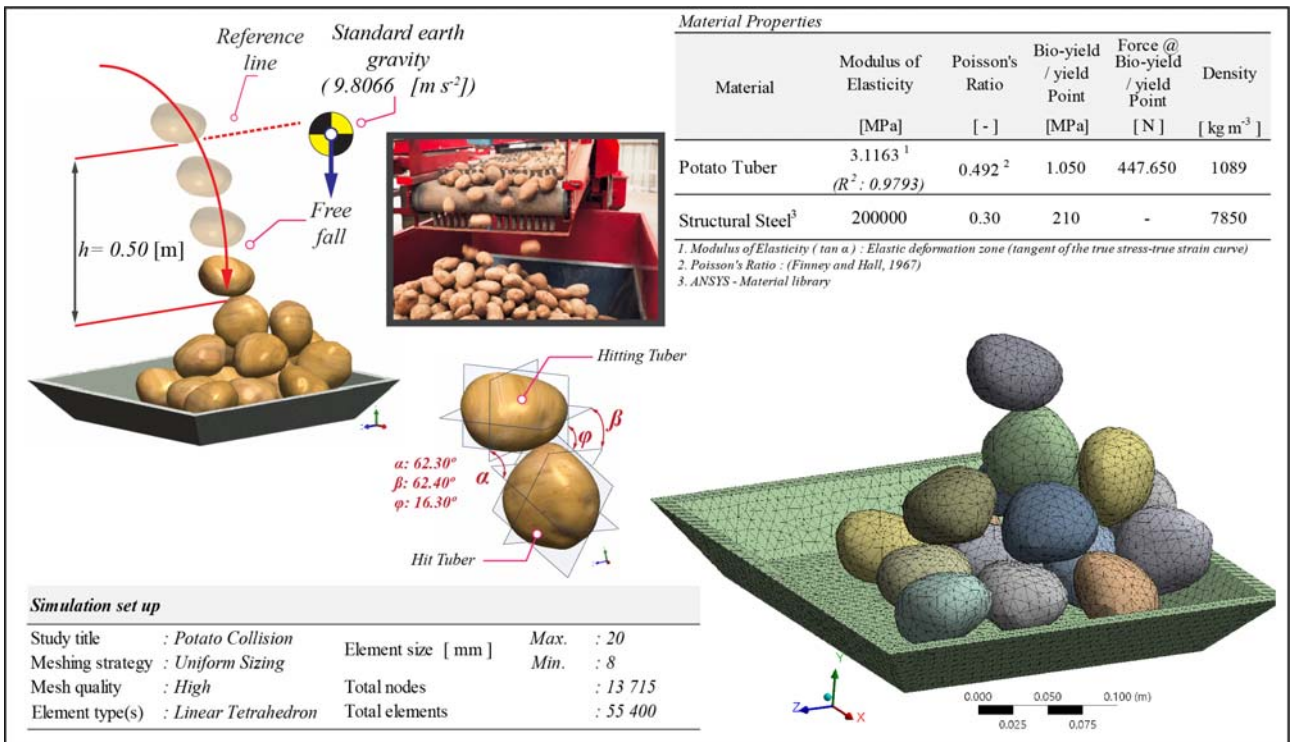 Reference
line
Standard earth
gravity
( 9.8066 [m s⁻²])
Free
fall
h= 0.50 [m]
Material Properties
Material Modulus of Elasticity Poisson's Ratio Bio-yield / yield Point Force @ Bio-yield / yield Point Density
[MPa] [ - ] [MPa] [ N ] [ kg m⁻³ ]
Potato Tuber 3.1163 ¹ 0.492 ² 1.050 447.650 1089
(R² : 0.9793)
Structural Steel³ 200000 0.30 210 - 7850
1. Modulus of Elasticity ( tan α ) : Elastic deformation zone (tangent of the true stress-true strain curve)
2. Poisson's Ratio : (Finney and Hall, 1967)
3. ANSYS - Material library
Hitting Tuber
β
φ
α
α: 62.30º
β: 62.40º
φ: 16.30º
Hit Tuber
Simulation set up
Study title : Potato Collision Element size [ mm ] Max. : 20
Meshing strategy : Uniform Sizing Min. : 8
Mesh quality : High Total nodes : 13 715
Element type(s) : Linear Tetrahedron Total elements : 55 400
Y
Z
X
0.000 0.050 0.100 (m)
0.025 0.075